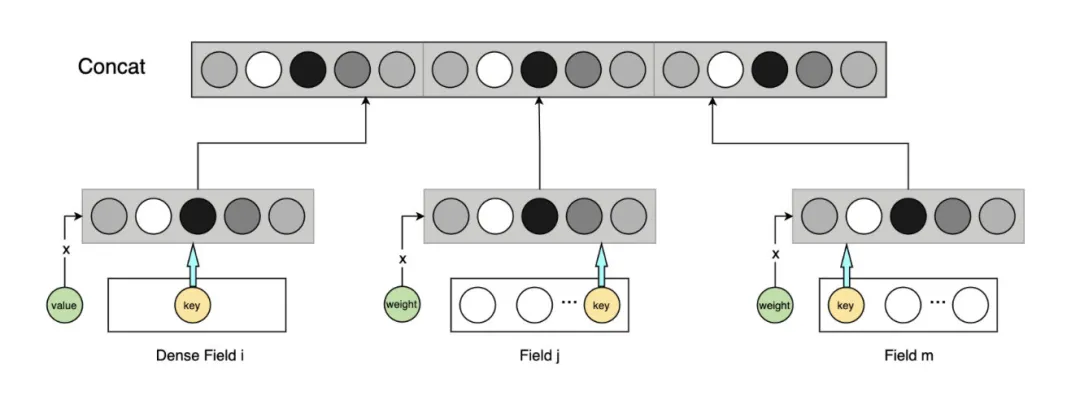 Concat
x
x
x
value
key
weight
key
weight
key
Dense Field i
Field j
Field m